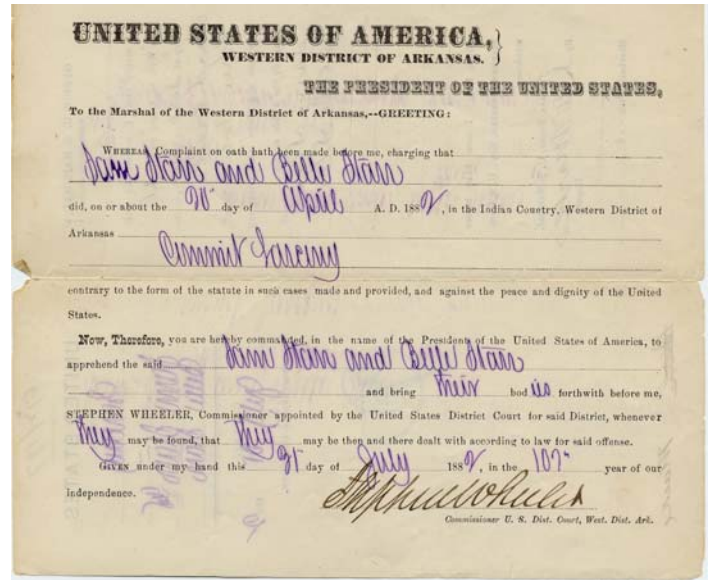 UNITED STATES OF AMERICA,
WESTERN DISTRICT OF ARKANSAS.
THE PRESIDENT OF THE UNITED STATES,
To the Marshal of the Western District of Arkansas,--GREETING:
WHEREAS, Complaint on oath hath been made before me, charging that
Sam Starr and Belle Starr
did, on or about the 20 day of April A. D. 1882, in the Indian Country, Western District of
Arkansas
Commit Larceny
contrary to the form of the statute in such cases made and provided, and against the peace and dignity of the United
States.
Now, Therefore, you are hereby commanded, in the name of the President of the United States of America, to
apprehend the said Sam Starr and Belle Starr
and bring their bodies forthwith before me,
STEPHEN WHEELER, Commissioner appointed by the United States District Court for said District, whenever
they may be found, that they may be then and there dealt with according to law for said offense.
GIVEN under my hand this 31 day of July 1882, in the 107" year of our
independence.
Stephen Wheeler
Commissioner U. S. Dist. Court, West. Dist. Ark.